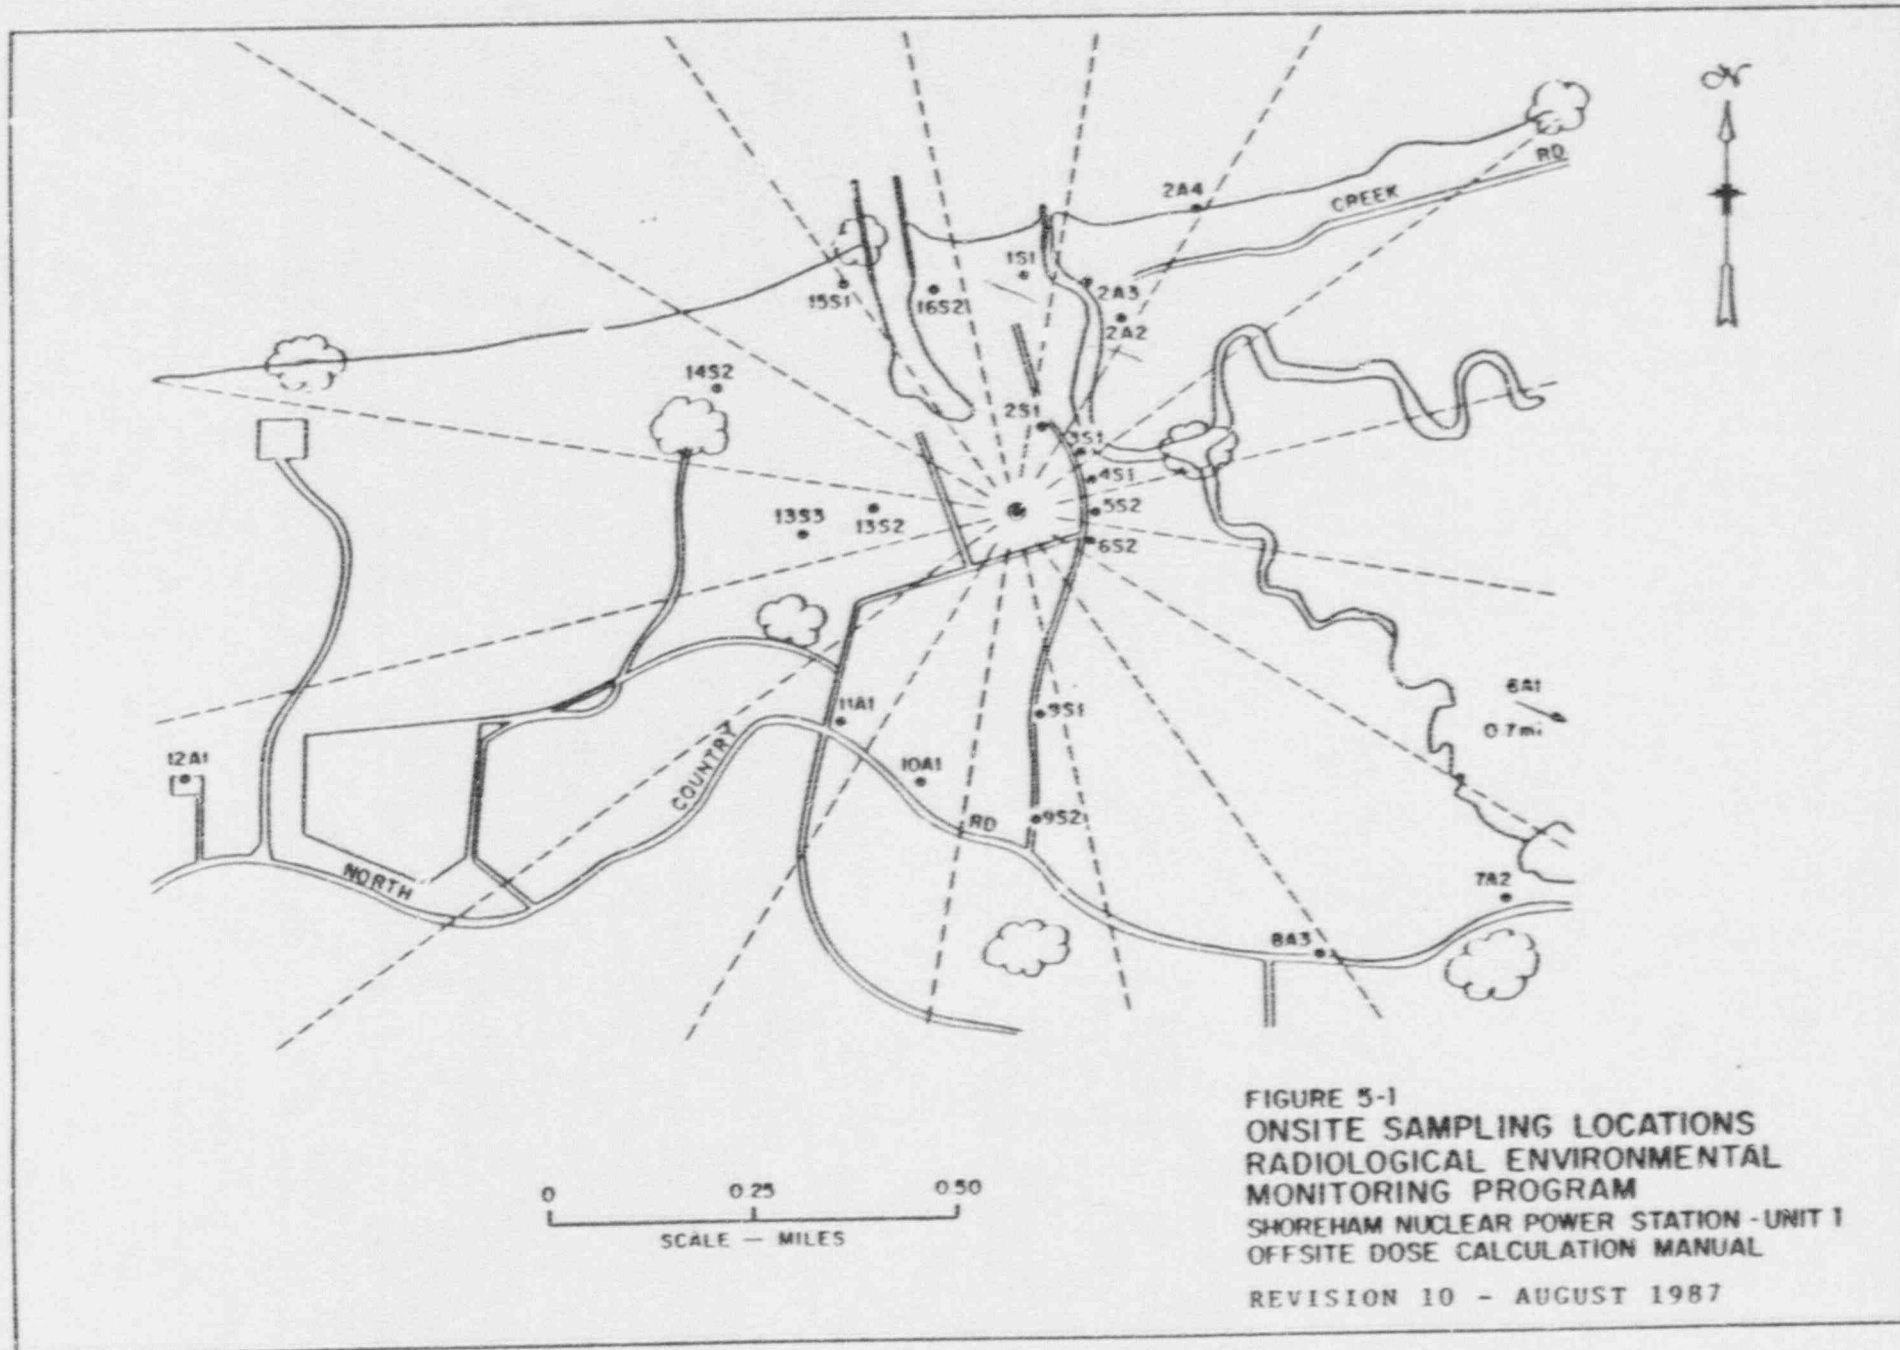 N
RD
CREEK
2A4
1S1
2A3
15S1
16S2
2A2
14S2
2S1
3S1
4S1
13S3
13S2
5S2
6S2
6A1
0.7mi
11A1
9S1
12A1
COUNTRY
10A1
RD
9S2
NORTH
7A2
8A3
FIGURE 5-1
ONSITE SAMPLING LOCATIONS
RADIOLOGICAL ENVIRONMENTAL
MONITORING PROGRAM
SHOREHAM NUCLEAR POWER STATION - UNIT 1
OFFSITE DOSE CALCULATION MANUAL
REVISION 10 - AUGUST 1987
0 0.25 0.50
SCALE — MILES